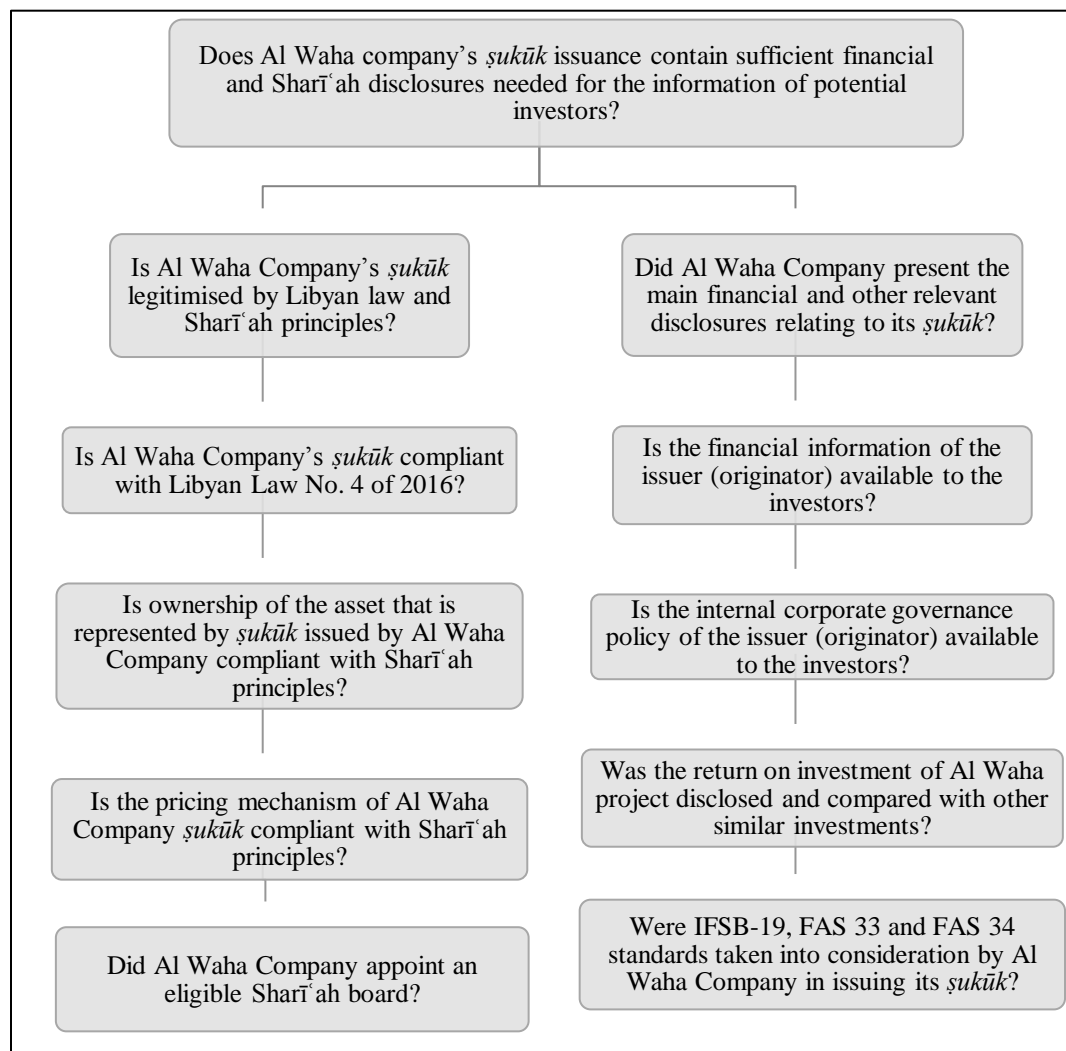 Does Al Waha company’s ṣukūk issuance contain sufficient financial
and Sharīʿah disclosures needed for the information of potential
investors?
Is Al Waha Company’s ṣukūk
legitimised by Libyan law and
Sharīʿah principles?
Is Al Waha Company’s ṣukūk compliant
with Libyan Law No. 4 of 2016?
Is ownership of the asset that is
represented by ṣukūk issued by Al Waha
Company compliant with Sharīʿah
principles?
Is the pricing mechanism of Al Waha
Company ṣukūk compliant with Sharīʿah
principles?
Did Al Waha Company appoint an
eligible Sharīʿah board?
Did Al Waha Company present the
main financial and other relevant
disclosures relating to its ṣukūk?
Is the financial information of the
issuer (originator) available to the
investors?
Is the internal corporate governance
policy of the issuer (originator) available
to the investors?
Was the return on investment of Al Waha
project disclosed and compared with other
similar investments?
Were IFSB-19, FAS 33 and FAS 34
standards taken into consideration by Al
Waha Company in issuing its ṣukūk?